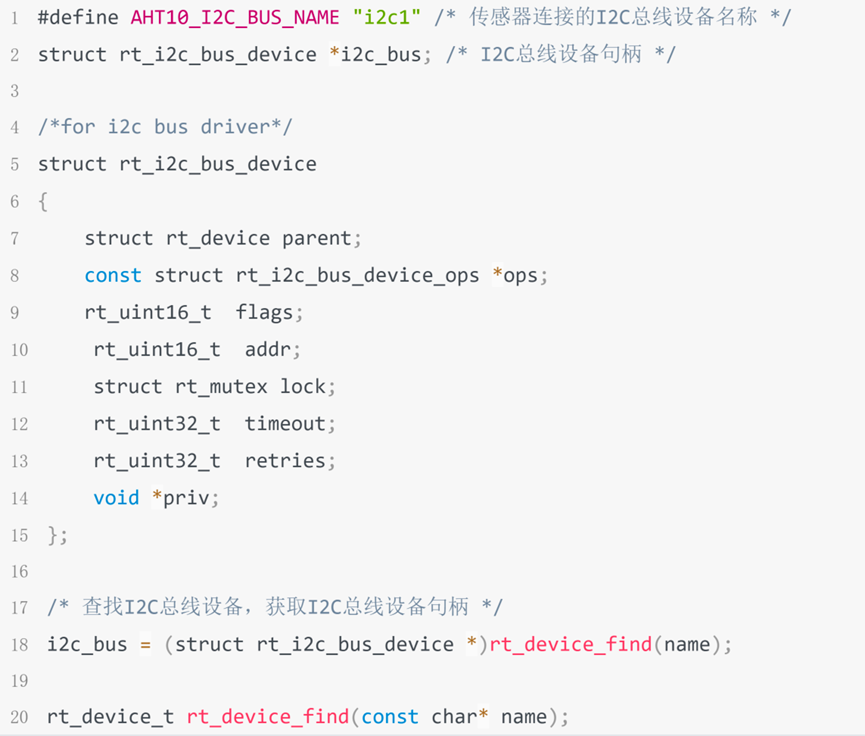 1 #define AHT10_I2C_BUS_NAME "i2c1" /* 传感器连接的I2C总线设备名称 */
2 struct rt_i2c_bus_device *i2c_bus; /* I2C总线设备句柄 */
3
4 /*for i2c bus driver*/
5 struct rt_i2c_bus_device
6 {
7     struct rt_device parent;
8     const struct rt_i2c_bus_device_ops *ops;
9     rt_uint16_t  flags;
10     rt_uint16_t  addr;
11     struct rt_mutex lock;
12     rt_uint32_t  timeout;
13     rt_uint32_t  retries;
14     void *priv;
15 };
16
17 /* 查找I2C总线设备，获取I2C总线设备句柄 */
18 i2c_bus = (struct rt_i2c_bus_device *)rt_device_find(name);
19
20 rt_device_t rt_device_find(const char* name);